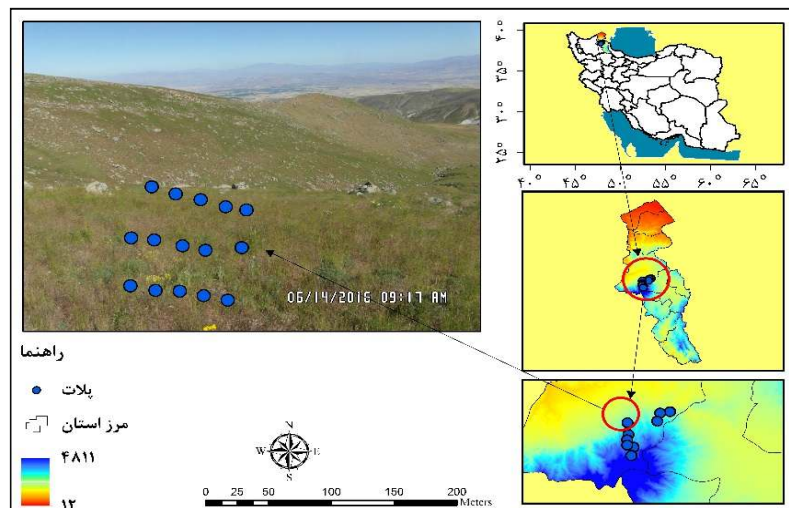 06/14/2016 09:17 AM
راهنما
پلات
مرز استان
۴۸۱۱
۱۲
N
W E
S
0 25 50 100 150 200
Meters
۴۰°
۳۵°
۳۰°
۲۵°
۴۰° ۴۵° ۵۰° ۵۵° ۶۰° ۶۵°